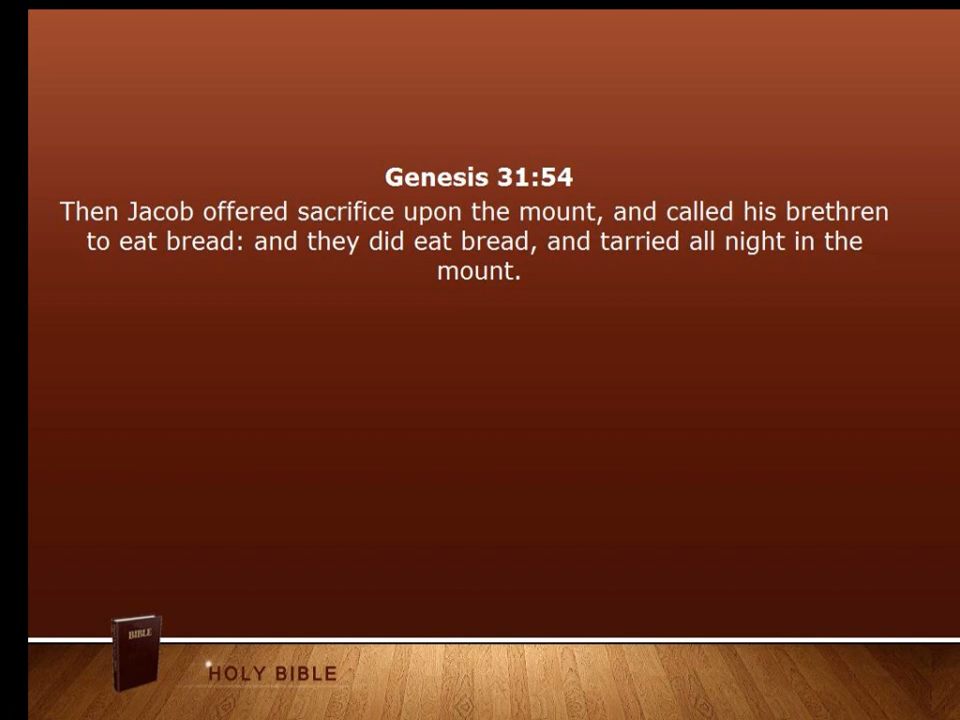 Genesis 31:54
Then Jacob offered sacrifice upon the mount, and called his brethren
to eat bread: and they did eat bread, and tarried all night in the
mount.
BIBLE
HOLY BIBLE